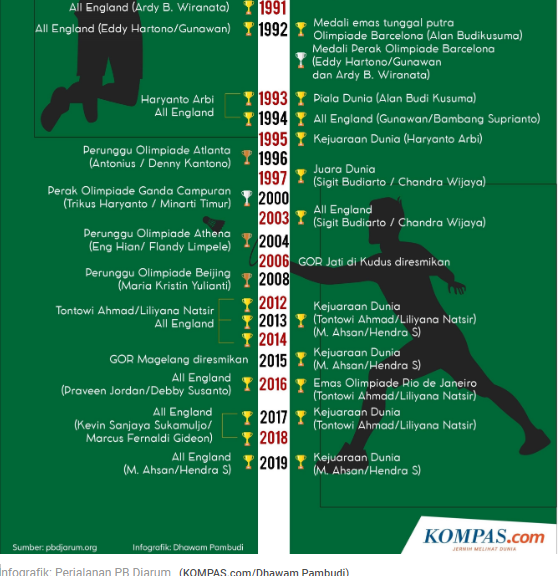 All England (Ardy B. Wiranata)
1991
All England (Eddy Hartono/Gunawan)
1992
Medali emas tunggal putra
Olimpiade Barcelona (Alan Budikusuma)
Medali Perak Olimpiade Barcelona
(Eddy Hartono/Gunawan
dan Ardy B. Wiranata)
Haryanto Arbi
All England
1993
Piala Dunia (Alan Budi Kusuma)
1994
All England (Gunawan/Bambang Suprianto)
1995
Kejuaraan Dunia (Haryanto Arbi)
Perunggu Olimpiade Atlanta
(Antonius / Denny Kantono)
1996
1997
Juara Dunia
(Sigit Budiarto / Chandra Wijaya)
Perak Olimpiade Ganda Campuran
(Trikus Haryanto / Minarti Timur)
2000
2003
All England
(Sigit Budiarto / Chandra Wijaya)
Perunggu Olimpiade Athena
(Eng Hian/ Flandy Limpele)
2004
2006
GOR Jati di Kudus diresmikan
Perunggu Olimpiade Beijing
(Maria Kristin Yulianti)
2008
Tontowi Ahmad/Liliyana Natsir
All England
2012
2013
2014
Kejuaraan Dunia
(Tontowi Ahmad/Liliyana Natsir)
(M. Ahsan/Hendra S)
GOR Magelang diresmikan
2015
Kejuaraan Dunia
(M. Ahsan/Hendra S)
All England
(Praveen Jordan/Debby Susanto)
2016
Emas Olimpiade Rio de Janeiro
(Tontowi Ahmad/Liliyana Natsir)
All England
(Kevin Sanjaya Sukamuljo/
Marcus Fernaldi Gideon)
2017
2018
Kejuaraan Dunia
(Tontowi Ahmad/Liliyana Natsir)
All England
(M. Ahsan/Hendra S)
2019
Kejuaraan Dunia
(M. Ahsan/Hendra S)
Sumber: pbdjarum.org
Infografik: Dhawam Pambudi
KOMPAS.com
JERNIH MELIHAT DUNIA
nfografik: Perjalanan PB Djarum (KOMPAS.com/Dhawam Pambudi)